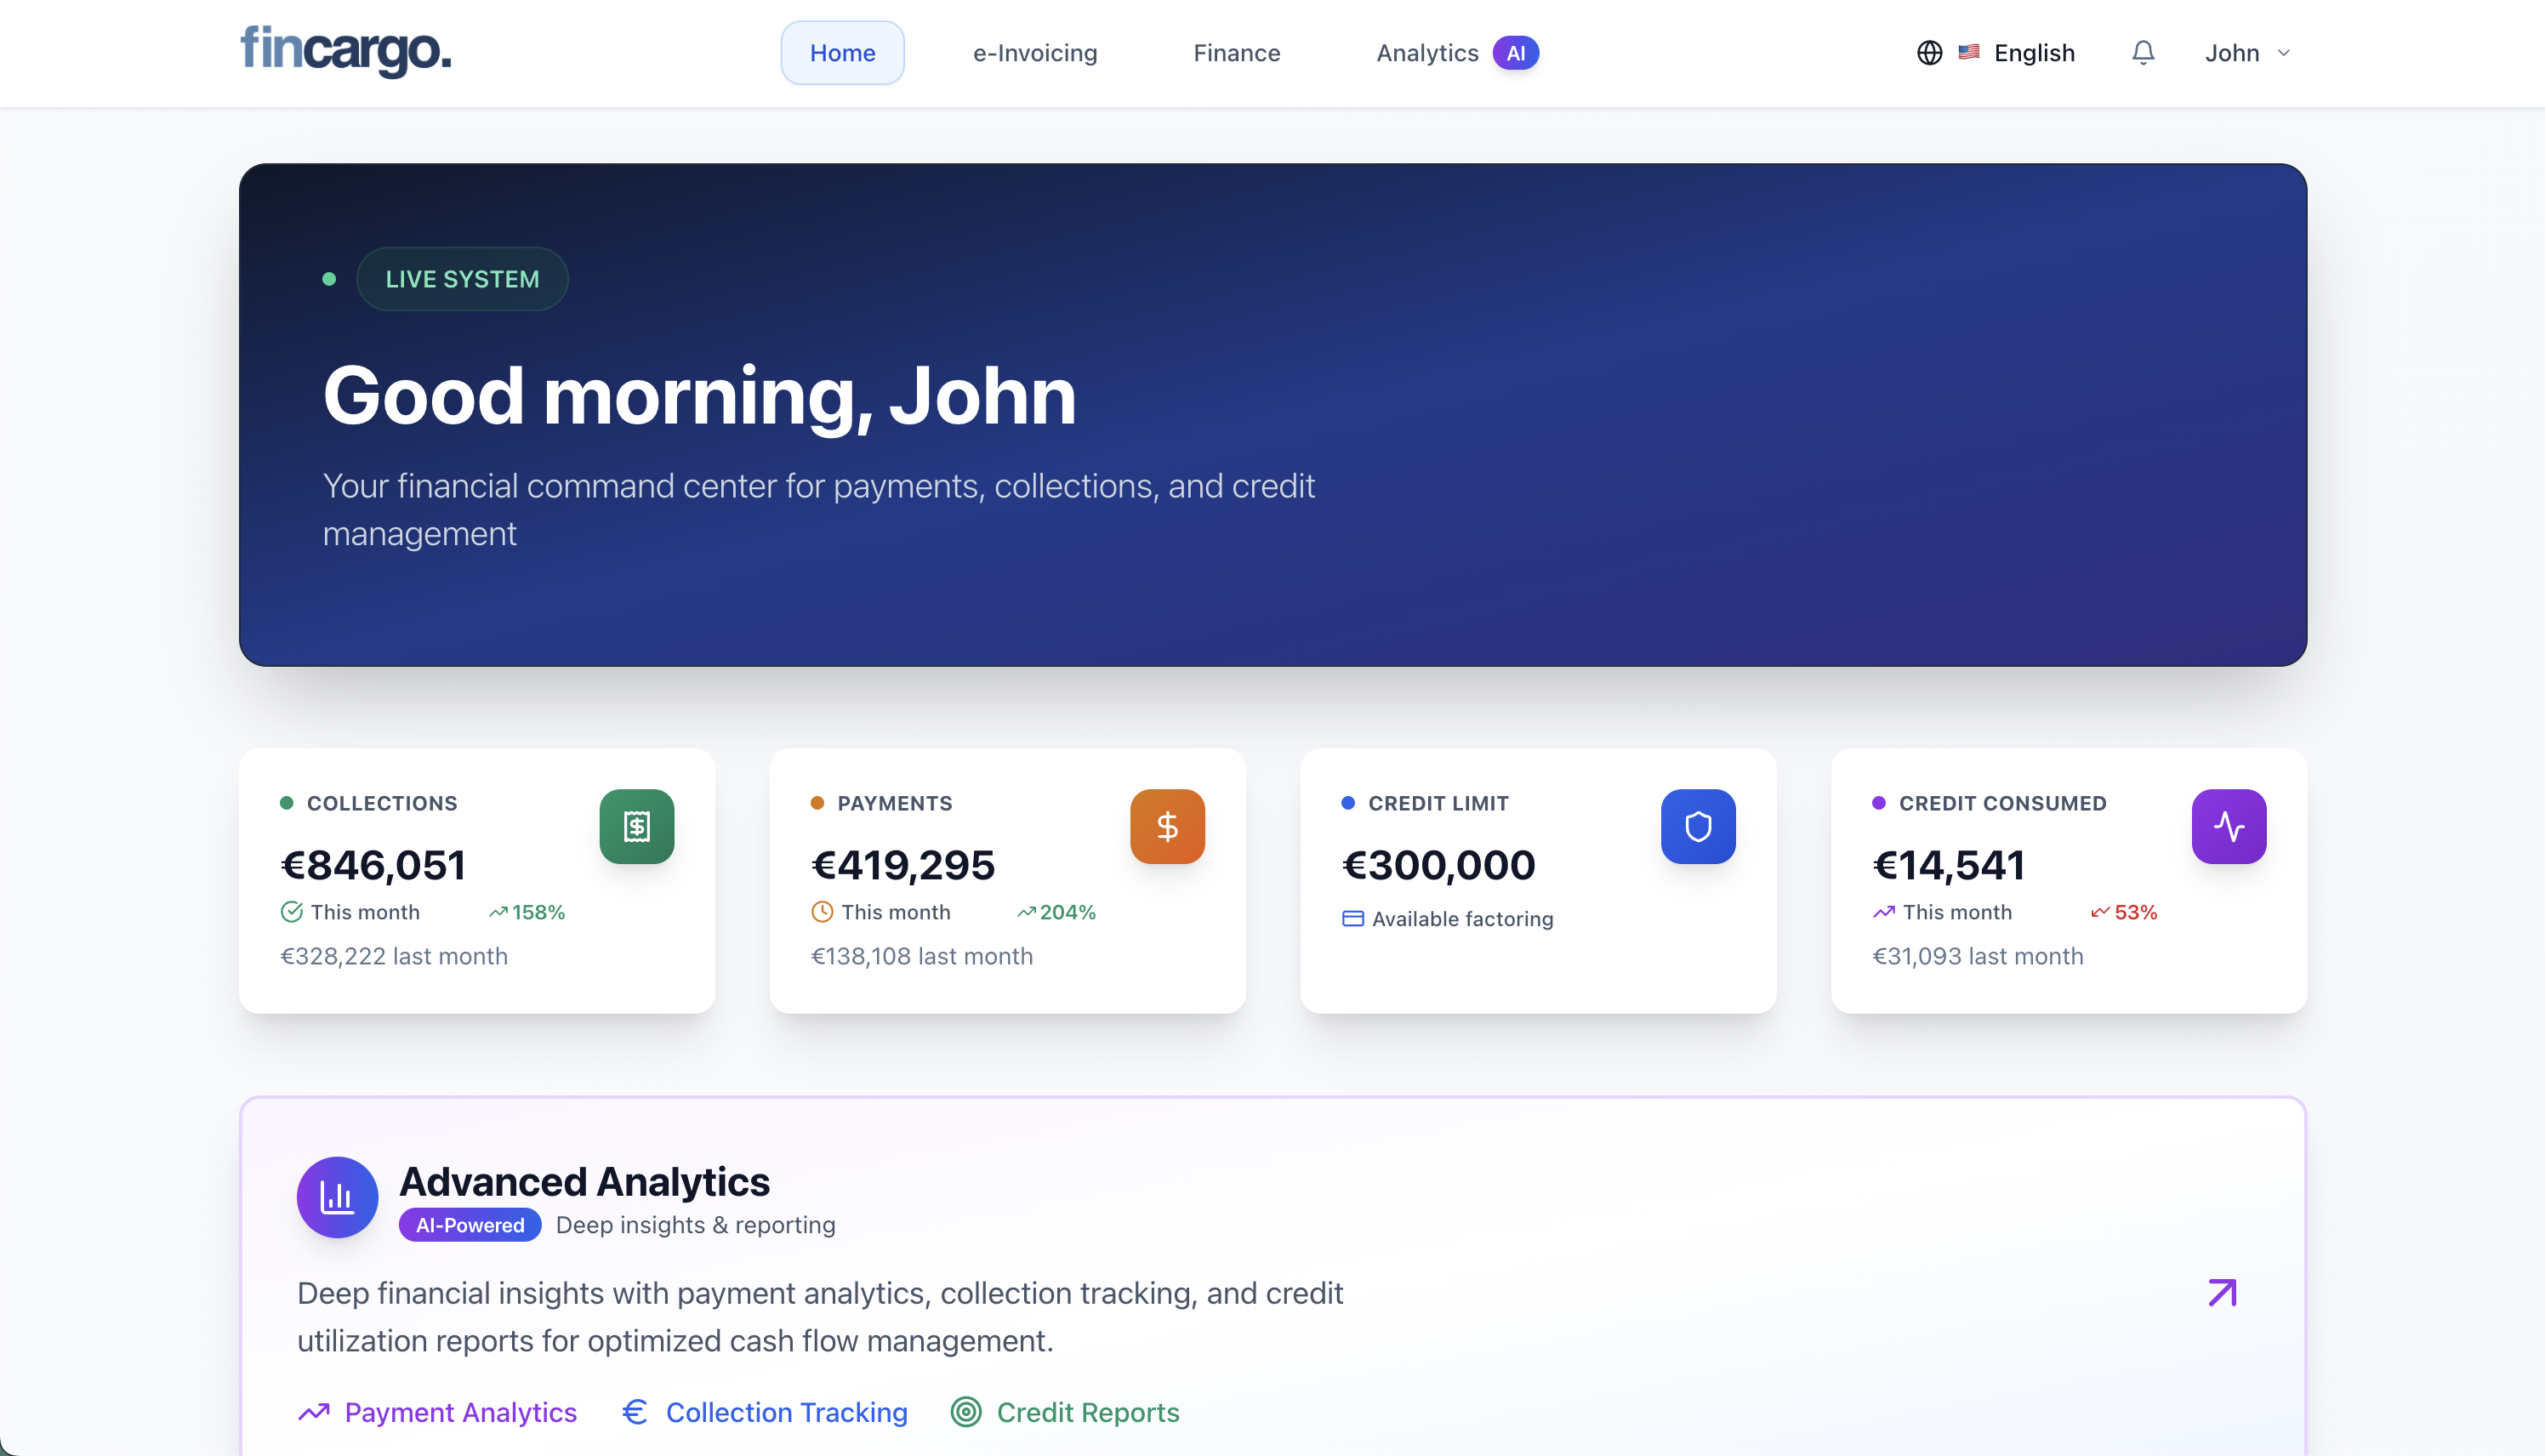 fincargo.
Home
e-Invoicing
Finance
Analytics AI
English
John
LIVE SYSTEM
Good morning, John
Your financial command center for payments, collections, and credit
management
COLLECTIONS
€846,051
This month 158%
€328,222 last month
PAYMENTS
€419,295
This month 204%
€138,108 last month
CREDIT LIMIT
€300,000
Available factoring
CREDIT CONSUMED
€14,541
This month 53%
€31,093 last month
Advanced Analytics
AI-Powered Deep insights & reporting
Deep financial insights with payment analytics, collection tracking, and credit
utilization reports for optimized cash flow management.
Payment Analytics
Collection Tracking
Credit Reports